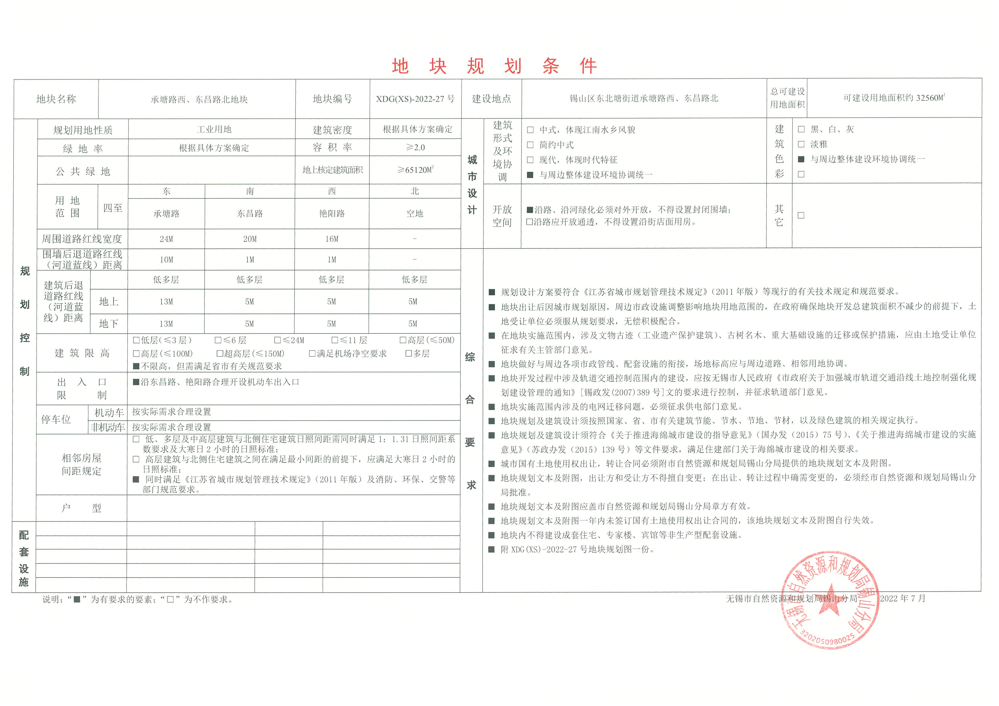 地块规划条件
地块名称 承塘路西、东昌路北地块 地块编号 XDG(XS)-2022-27 号 建设地点 锡山区东北塘街道承塘路西、东昌路北 总可建设用地面积 可建设用地面积约 32560M²
规划控制
规划用地性质 工业用地 建筑密度 根据具体方案确定
绿地率 根据具体方案确定 容积率 ≥2.0
公共绿地 地上核定建筑面积 ≥65120M²
用地范围 四至 东 南 西 北
承塘路 东昌路 艳阳路 空地
周围道路红线宽度 24M 20M 16M -
围墙后退道路红线
（河道蓝线）距离 10M 1M 1M -
建筑后退道路红线（河道蓝线）距离 低多层 低多层 低多层 低多层
地上 13M 5M 5M 5M
地下 13M 5M 5M 5M
建筑限高
□低层(≤3 层) □≤6 层 □≤24M □≤11 层 □高层(≤50M)
□高层(≤100M) □超高层(≤150M) □满足机场净空要求 □多层
■不限高，但需满足省市有关规范要求
出入口限制 ■沿东昌路、艳阳路合理开设机动车出入口
停车位 机动车 按实际需求合理设置
非机动车 按实际需求合理设置
相邻房屋间距规定
□ 低、多层及中高层建筑与北侧住宅建筑日照间距需同时满足 1：1.31 日照间距系
数要求及大寒日 2 小时的日照标准；
□ 高层建筑与北侧住宅建筑之间在满足最小间距的前提下，应满足大寒日 2 小时的
日照标准；
■ 同时满足《江苏省城市规划管理技术规定》（2011 年版）及消防、环保、交警等
部门规范要求。
户型
配套设施
城市设计
建筑形式及环境协调
□ 中式，体现江南水乡风貌
□ 简约中式
□ 现代，体现时代特征
■ 与周边整体建设环境协调统一
建筑色彩
□ 黑、白、灰
□ 淡雅
■ 与周边整体建设环境协调统一
□
开放空间
■沿路、沿河绿化必须对外开放，不得设置封闭围墙；
□沿路应开放通透，不得设置沿街店面用房。
其它 □
综合要求
■ 规划设计方案要符合《江苏省城市规划管理技术规定》（2011 年版）等现行的有关技术规定和规范要求。
■ 地块出让后因城市规划原因，周边市政设施调整影响地块用地范围的，在政府确保地块开发总建筑面积不减少的前提下，土
地受让单位必须服从规划要求，无偿积极配合。
■ 在地块实施范围内，涉及文物古迹（工业遗产保护建筑）、古树名木、重大基础设施的迁移或保护措施，应由土地受让单位
征求有关主管部门意见。
■ 地块做好与周边各项市政管线、配套设施的衔接，场地标高应与周边道路、相邻用地协调。
■ 地块开发过程中涉及轨道交通控制范围内的建设，应按无锡市人民政府《市政府关于加强城市轨道交通沿线土地控制强化规
划建设管理的通知》[锡政发(2007)389 号]文的要求进行控制，并征求轨道部门意见。
■ 地块实施范围内涉及的电网迁移问题，必须征求供电部门意见。
■ 地块规划及建筑设计须按照国家、省、市有关建筑节能、节水、节地、节材，以及绿色建筑的相关规定执行。
■ 地块规划及建筑设计须符合《关于推进海绵城市建设的指导意见》（国办发（2015）75 号）、《关于推进海绵城市建设的实施
意见》（苏政办发（2015）139 号）等文件要求，满足住建部门关于海绵城市建设的相关要求。
■ 城市国有土地使用权出让，转让合同必须附市自然资源和规划局锡山分局提供的地块规划文本及附图。
■ 地块规划文本及附图，出让方和受让方不得擅自变更；在出让、转让过程中确需变更的，必须经市自然资源和规划局锡山分
局批准。
■ 地块规划文本及附图应盖市自然资源和规划局锡山分局章方有效。
■ 地块规划文本及附图一年内未签订国有土地使用权出让合同的，该地块规划文本及附图自行失效。
■ 地块内不得建设成套住宅、专家楼、宾馆等非生产型配套设施。
■ 附 XDG(XS)-2022-27 号地块规划图一份。
说明：“■”为有要求的要素；“□”为不作要求。
无锡市自然资源和规划局锡山分局 2022 年 7 月
无锡市自然资源和规划局锡山分局
3202050980025